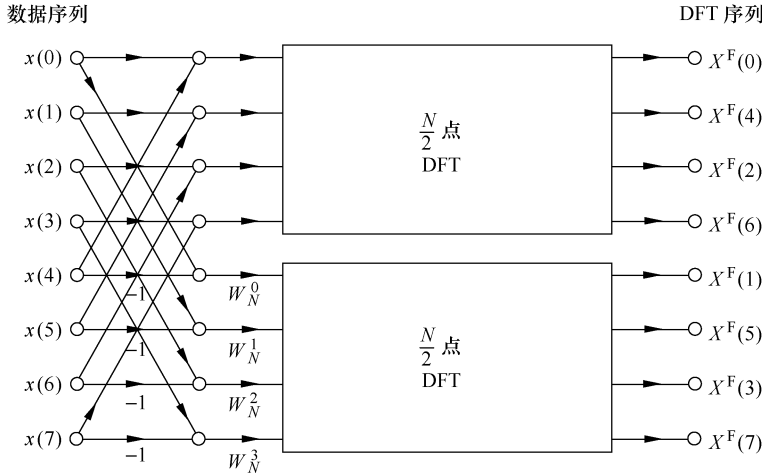 数据序列 DFT 序列
x(0) X^F(0)
x(1) X^F(4)
N/2 点
DFT
x(2) X^F(2)
x(3) X^F(6)
x(4) −1 W_N^0 X^F(1)
x(5) −1 W_N^1 X^F(5)
N/2 点
DFT
x(6) −1 W_N^2 X^F(3)
x(7) −1 W_N^3 X^F(7)